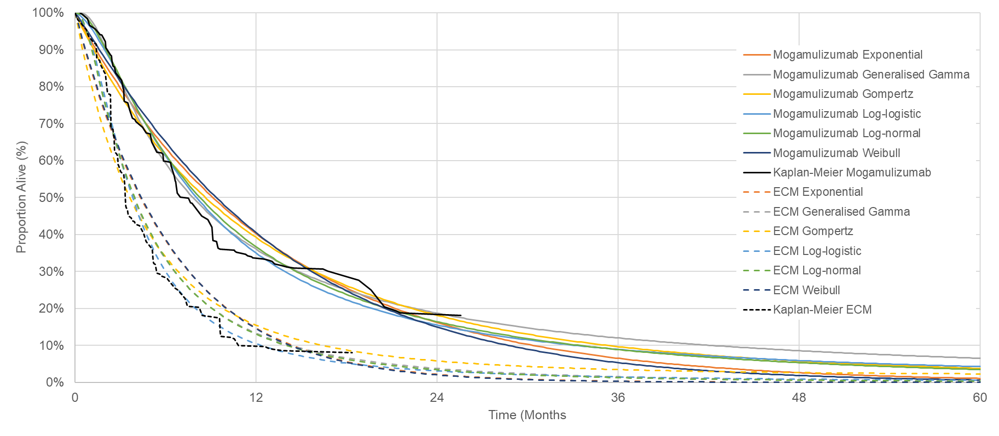 100%
90%
80%
70%
60%
50%
40%
30%
20%
10%
0%
Proportion Alive (%)
0 12 24 36 48 60
Time (Months
Mogamulizumab Exponential
Mogamulizumab Generalised Gamma
Mogamulizumab Gompertz
Mogamulizumab Log-logistic
Mogamulizumab Log-normal
Mogamulizumab Weibull
Kaplan-Meier Mogamulizumab
ECM Exponential
ECM Generalised Gamma
ECM Gompertz
ECM Log-logistic
ECM Log-normal
ECM Weibull
Kaplan-Meier ECM